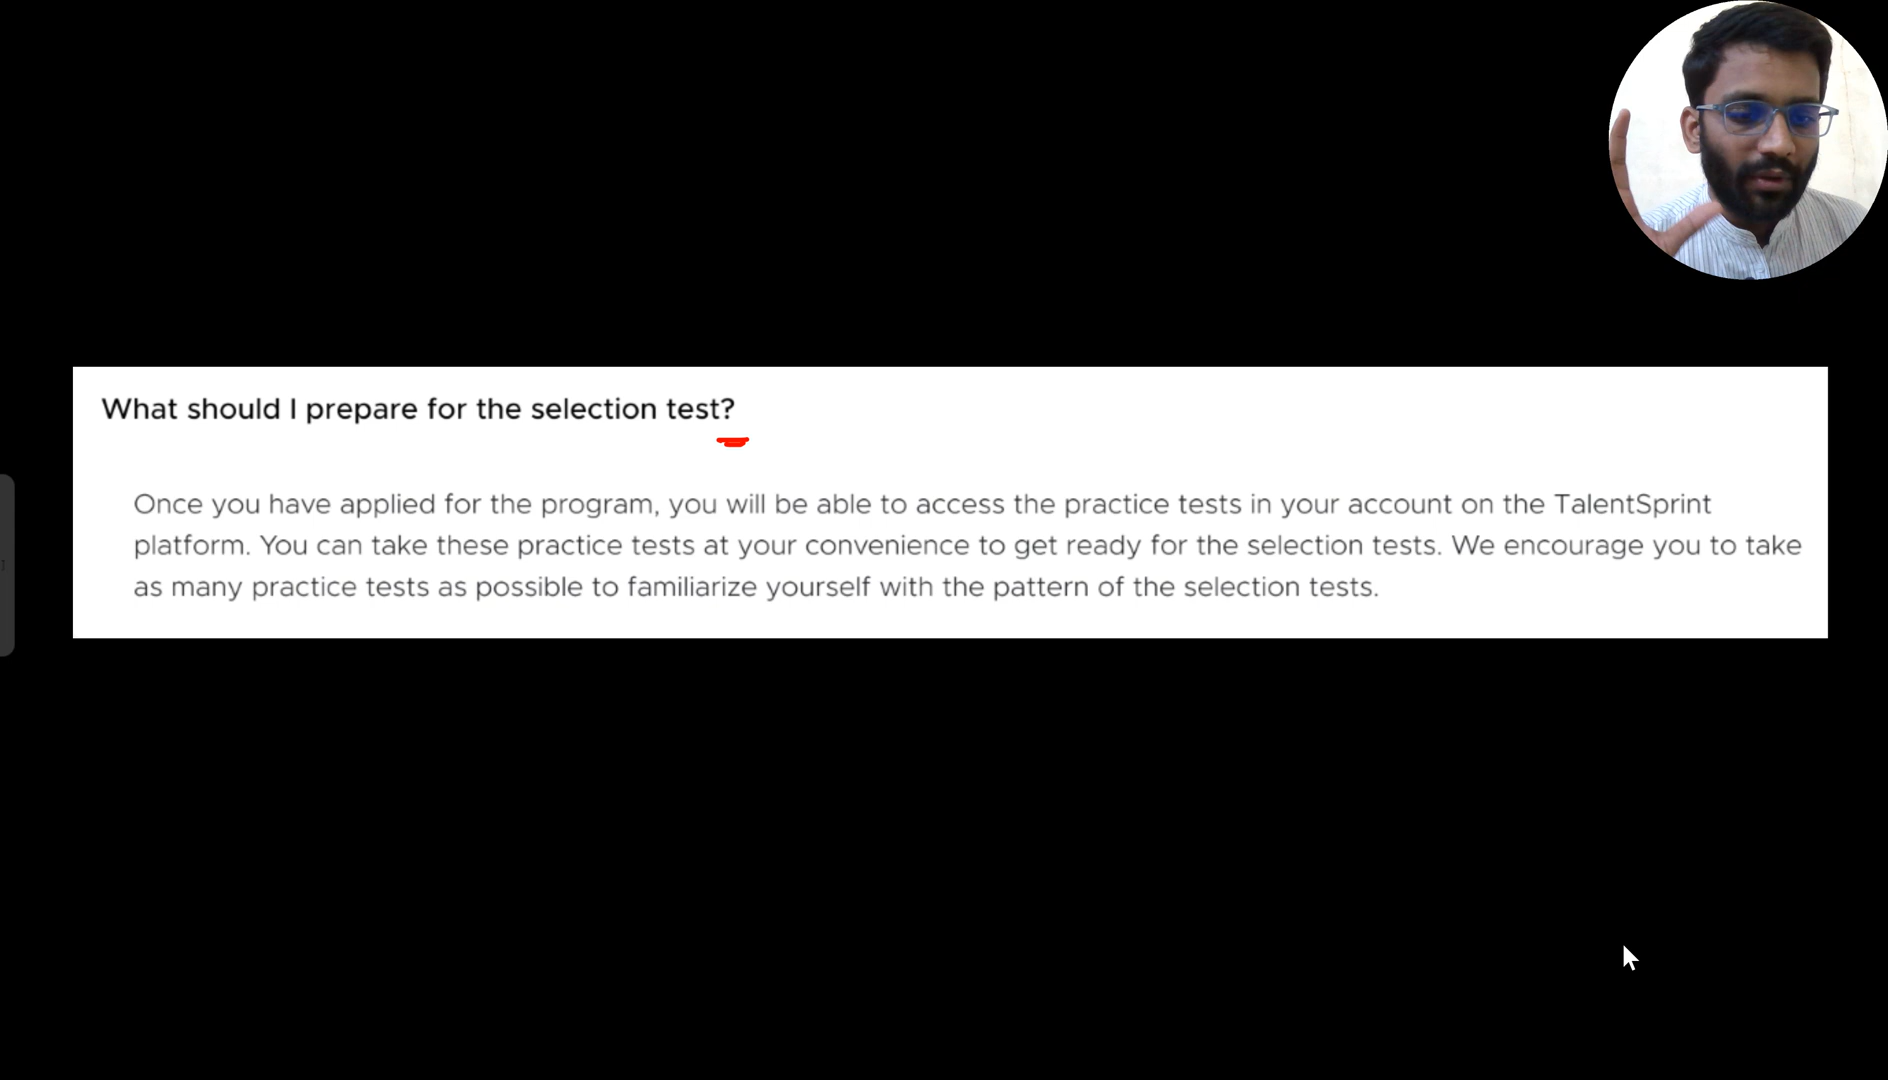 What should I prepare for the selection test?
Once you have applied for the program, you will be able to access the practice tests in your account on the TalentSprint
platform. You can take these practice tests at your convenience to get ready for the selection tests. We encourage you to take
as many practice tests as possible to familiarize yourself with the pattern of the selection tests.